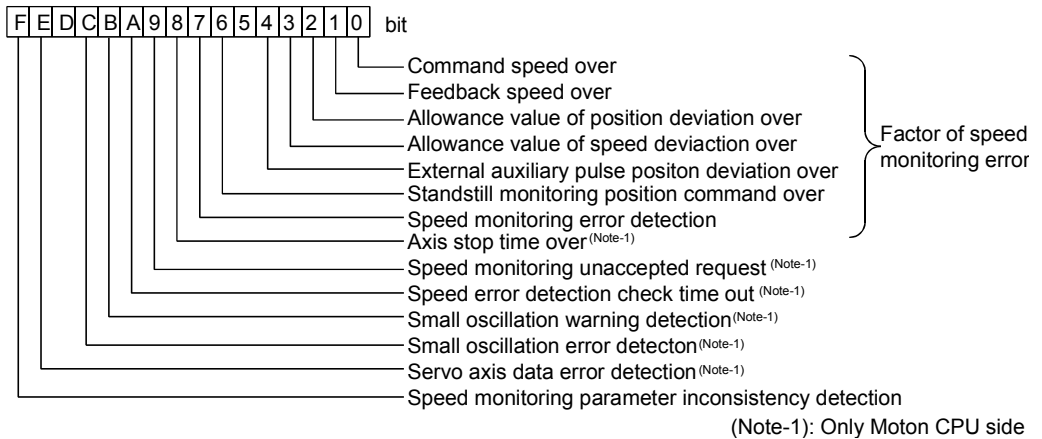 F E D C B A 9 8 7 6 5 4 3 2 1 0 bit
Command speed over
Feedback speed over
Allowance value of position deviation over
Allowance value of speed deviaction over
External auxiliary pulse positon deviation over
Standstill monitoring position command over
Speed monitoring error detection
Axis stop time over (Note-1)
Factor of speed
monitoring error
Speed monitoring unaccepted request (Note-1)
Speed error detection check time out (Note-1)
Small oscillation warning detection (Note-1)
Small oscillation error detecton (Note-1)
Servo axis data error detection (Note-1)
Speed monitoring parameter inconsistency detection
(Note-1): Only Moton CPU side